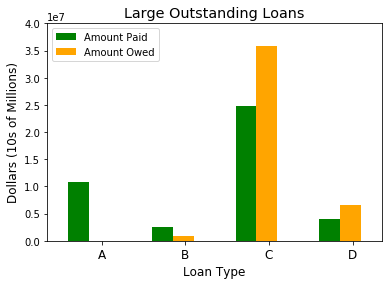 Large Outstanding Loans
1e7
4.0
3.5
3.0
2.5
2.0
1.5
1.0
0.5
0.0
Dollars (10s of Millions)
Amount Paid
Amount Owed
A B C D
Loan Type